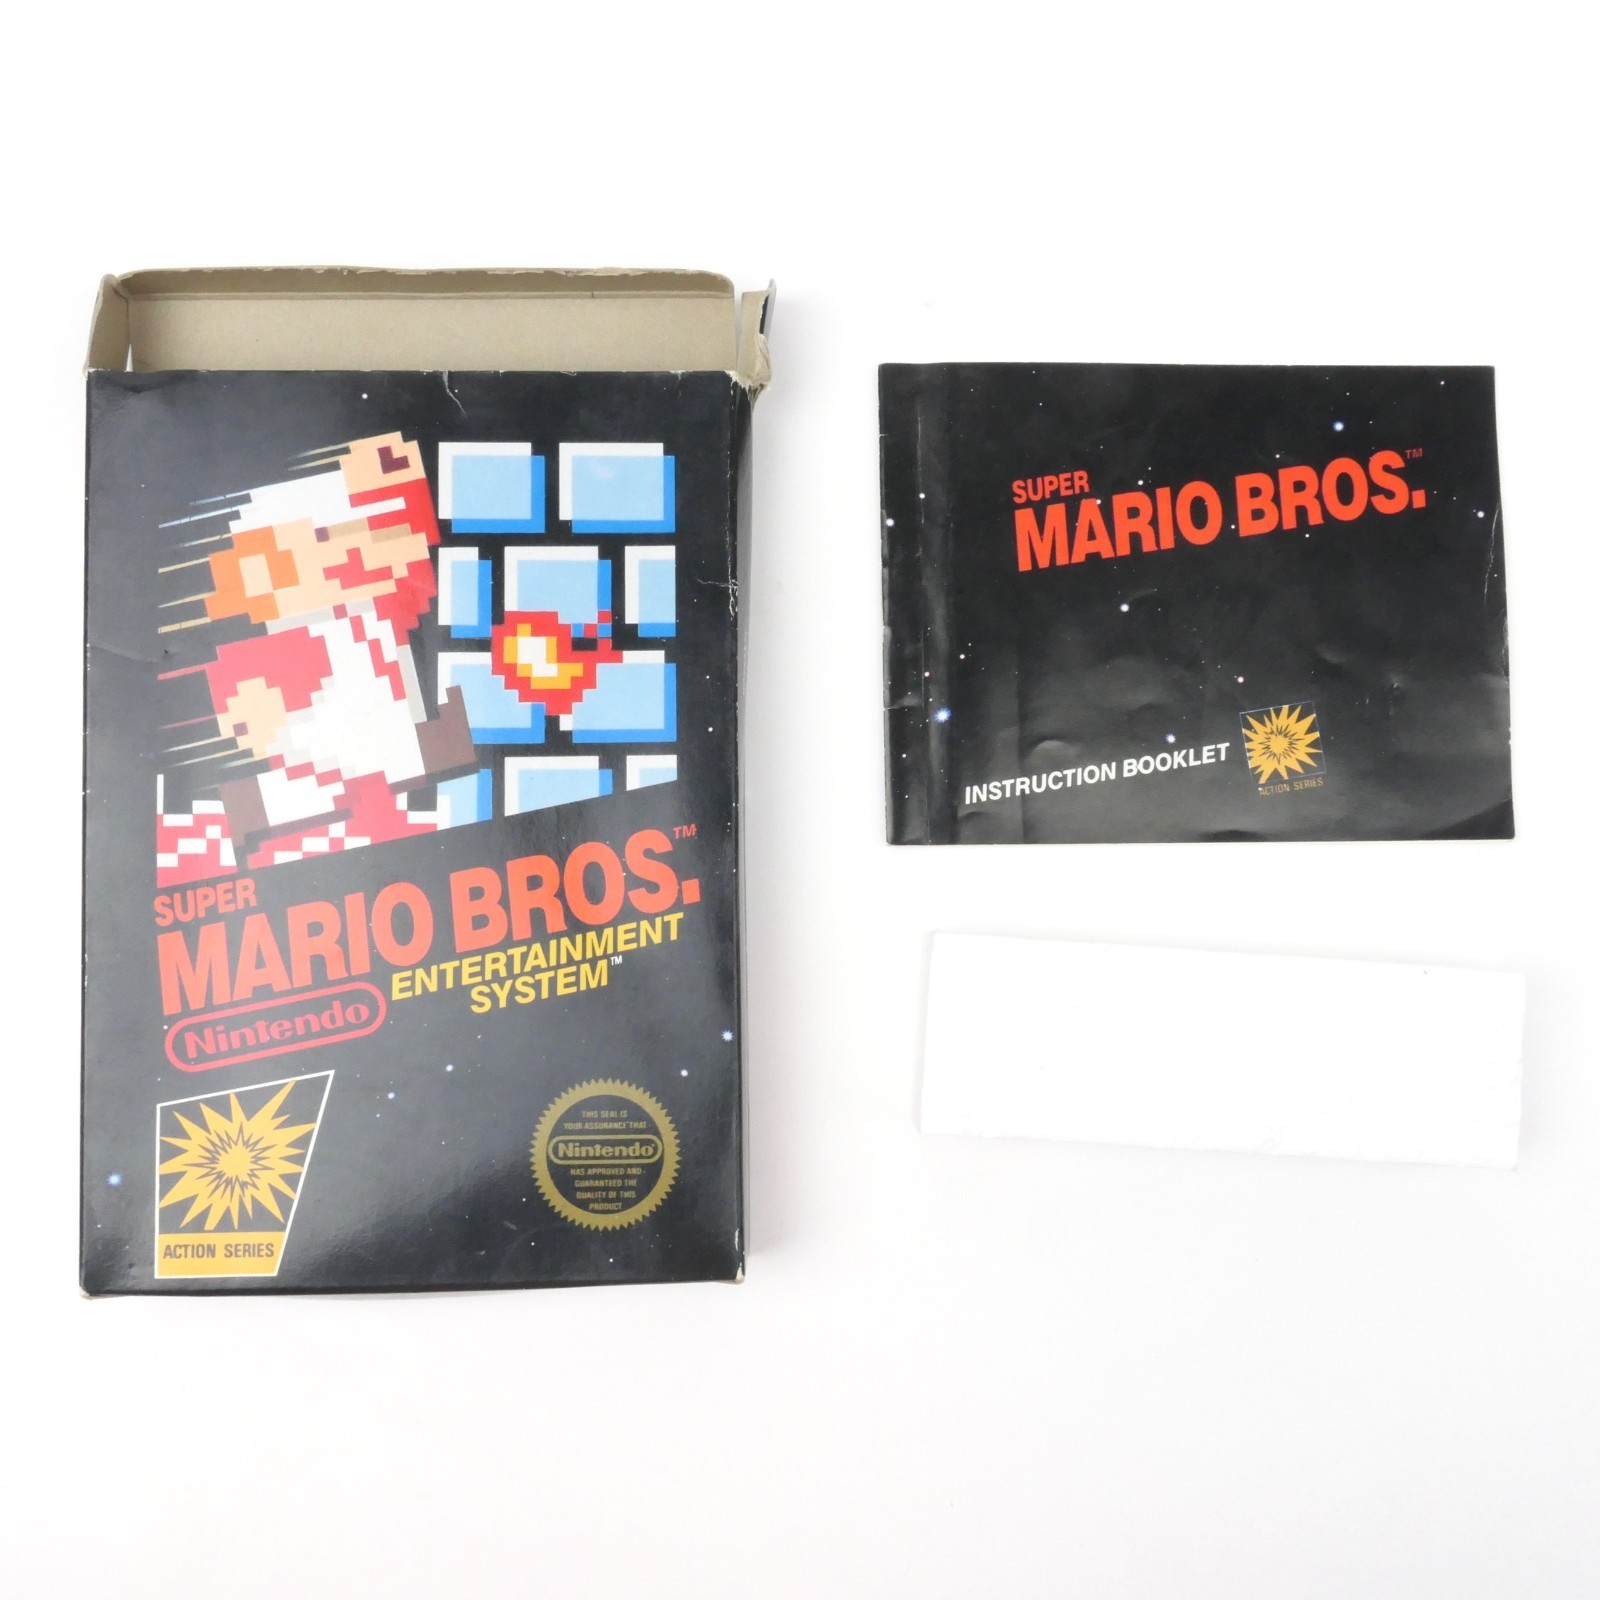 SUPER
MARIO BROS.™
Nintendo
ENTERTAINMENT
SYSTEM™
ACTION SERIES
THIS SEAL IS
YOUR ASSURANCE THAT
Nintendo®
HAS APPROVED AND
GUARANTEED THE
QUALITY OF THIS
PRODUCT
SUPER
MARIO BROS.™
INSTRUCTION BOOKLET
ACTION SERIES